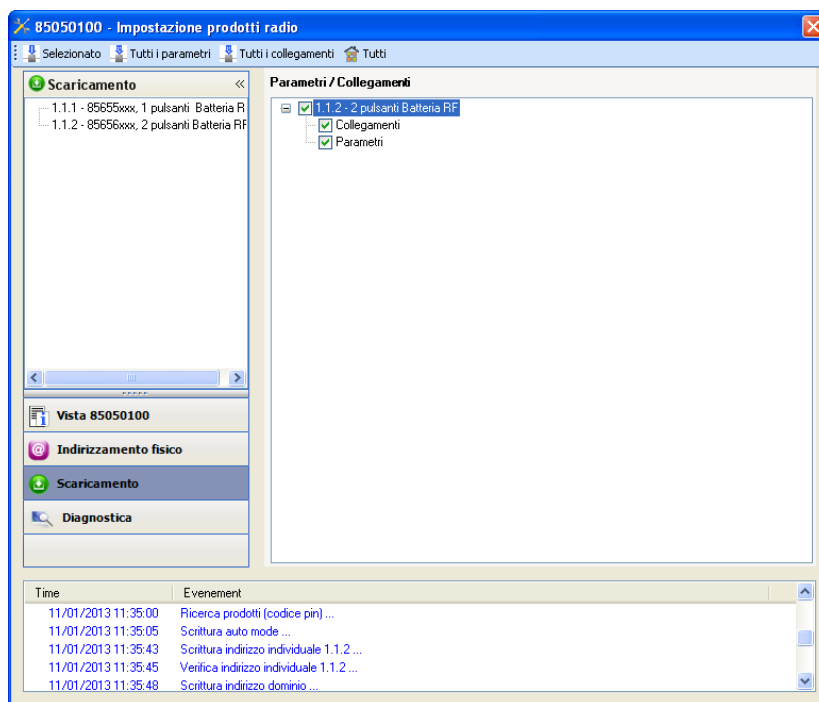 85050100 - Impostazione prodotti radio
Selezionato Tutti i parametri Tutti i collegamenti Tutti
Scaricamento
1.1.1 - 85655xxx, 1 pulsanti Batteria R
1.1.2 - 85656xxx, 2 pulsanti Batteria RF
Vista 85050100
Indirizzamento fisico
Scaricamento
Diagnostica
Parametri / Collegamenti
1.1.2 - 2 pulsanti Batteria RF
Collegamenti
Parametri
Time Evenement
11/01/2013 11:35:00 Ricerca prodotti (codice pin) ...
11/01/2013 11:35:05 Scrittura auto mode ...
11/01/2013 11:35:43 Scrittura indirizzo individuale 1.1.2 ...
11/01/2013 11:35:45 Verifica indirizzo individuale 1.1.2 ...
11/01/2013 11:35:48 Scrittura indirizzo dominio ...